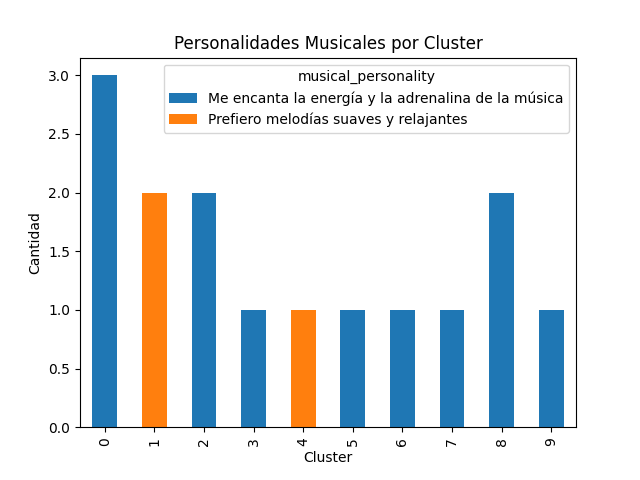 Personalidades Musicales por Cluster
musical_personality
Me encanta la energía y la adrenalina de la música
Prefiero melodías suaves y relajantes
Cantidad
3.0
2.5
2.0
1.5
1.0
0.5
0.0
0 1 2 3 4 5 6 7 8 9
Cluster